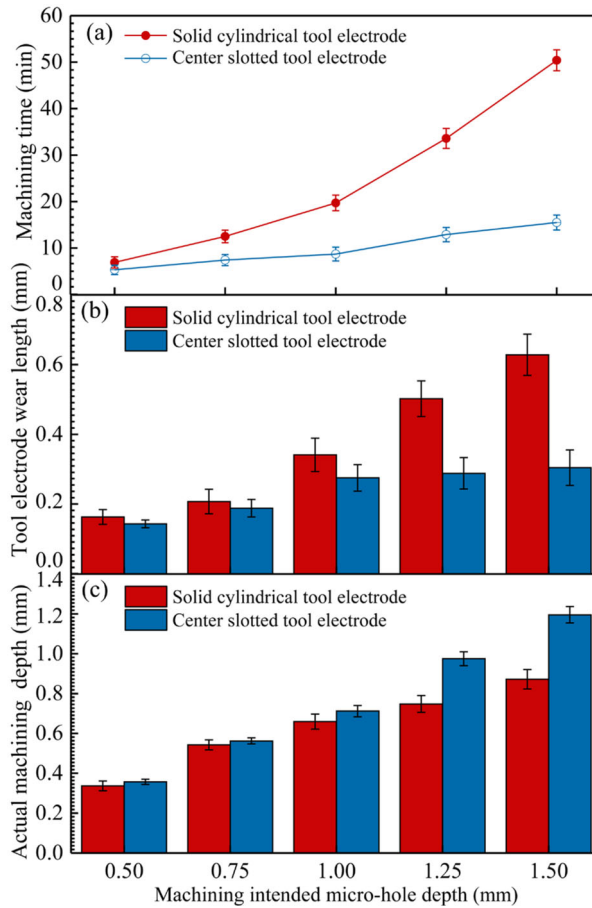 (a)
Solid cylindrical tool electrode
Center slotted tool electrode
Machining time (min)
60
50
40
30
20
10
0
(b)
Solid cylindrical tool electrode
Center slotted tool electrode
Tool electrode wear length (mm)
0.8
0.6
0.4
0.2
0.0
(c)
Solid cylindrical tool electrode
Center slotted tool electrode
Actual machining depth (mm)
1.4
1.2
1.0
0.8
0.6
0.4
0.2
0.0
0.50 0.75 1.00 1.25 1.50
Machining intended micro-hole depth (mm)